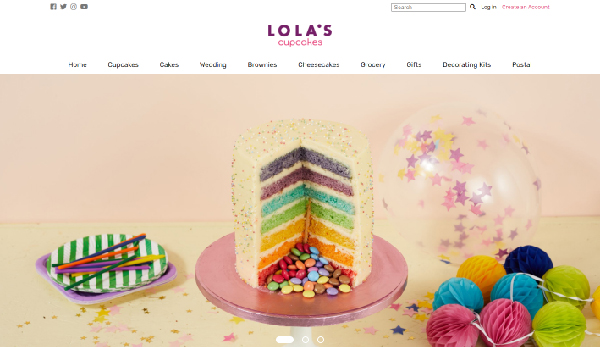 Search
Log in
Create an Account
LOLA'S
cupcakes
Home Cupcakes Cakes Wedding Brownies Cheesecakes Grocery Gifts Decorating Kits Pasta